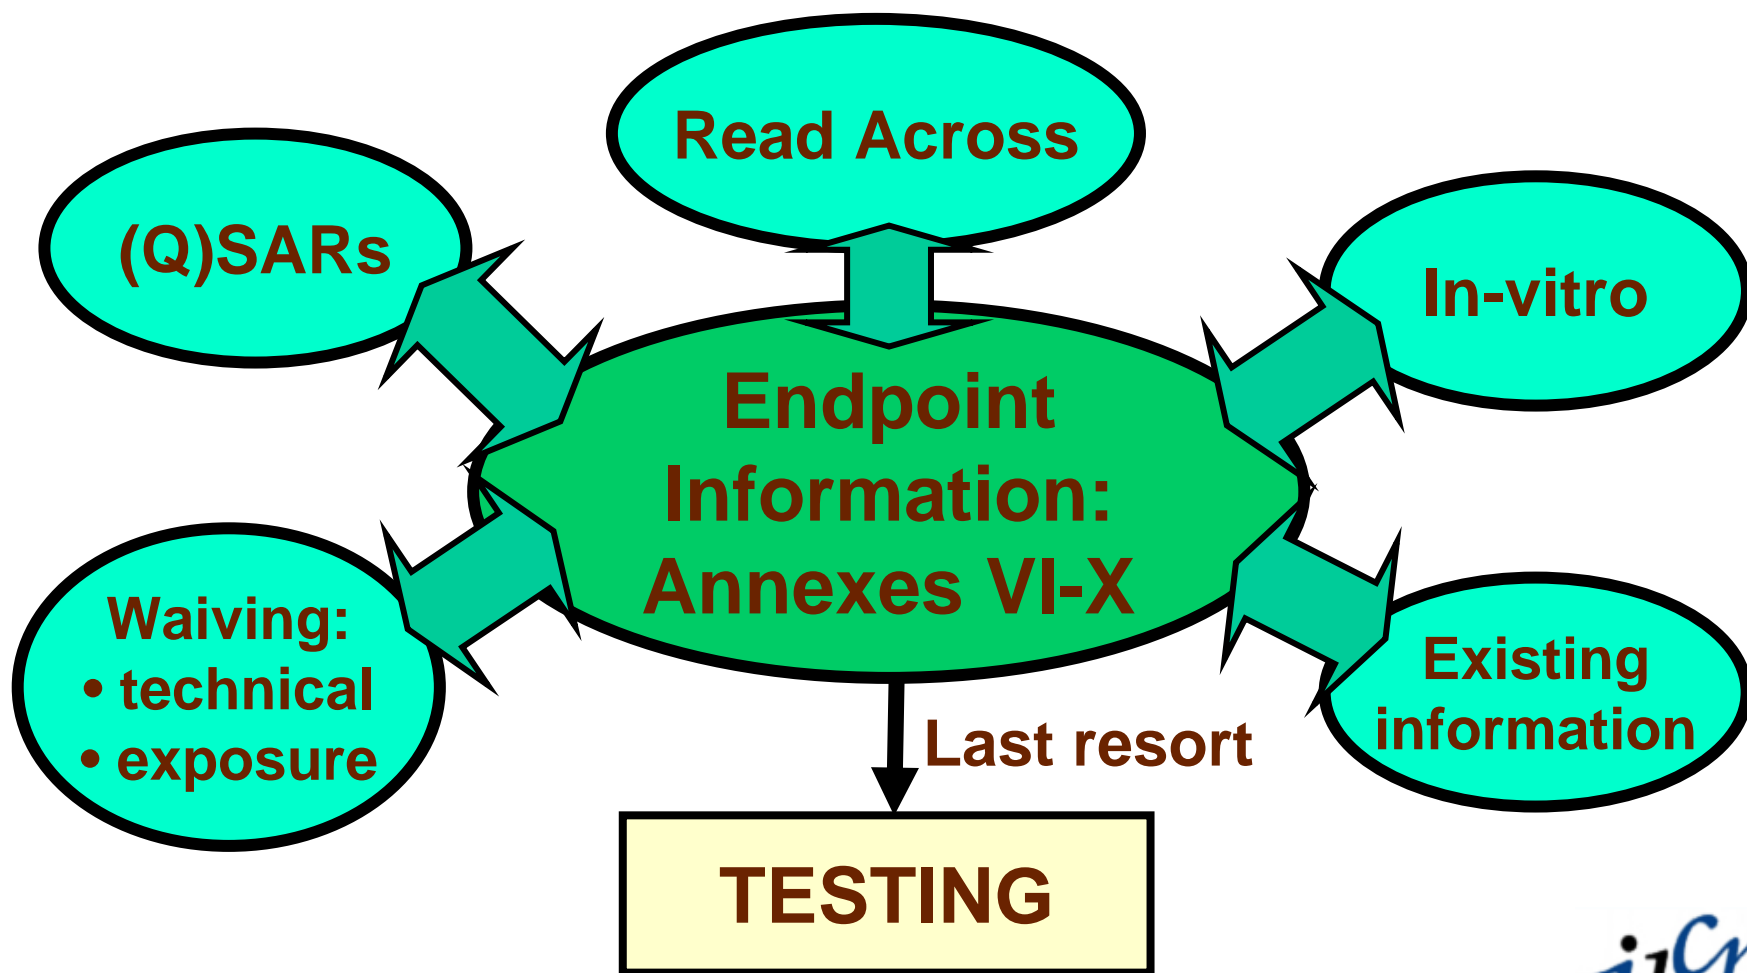 Read Across
(Q)SARs
In-vitro
Endpoint
Information:
Annexes VI-X
Waiving:
• technical
• exposure
Existing
information
Last resort
TESTING